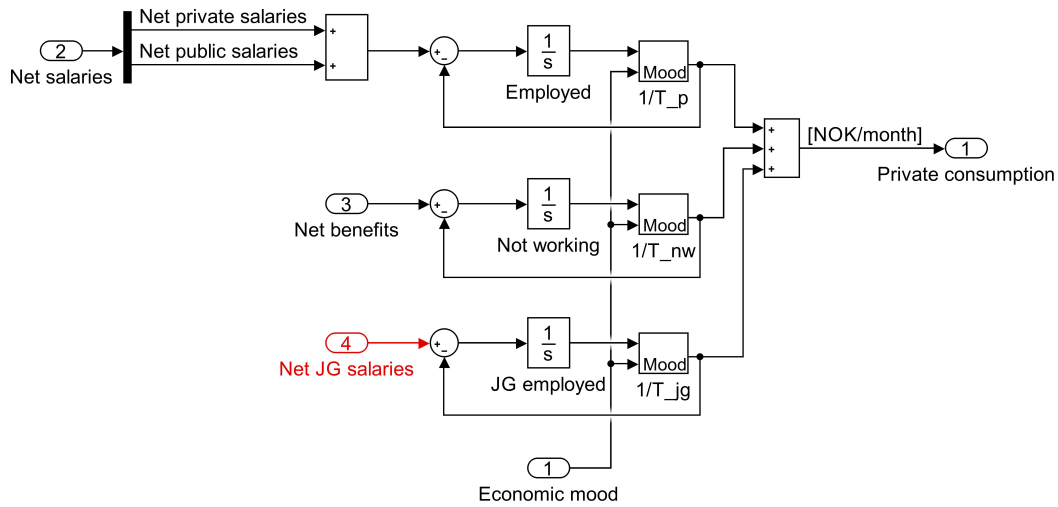 Net private salaries
Net public salaries
2
Net salaries
+
+
+
−
1
s
Employed
Mood
1/T_p
+
+
+
[NOK/month]
1
Private consumption
3
Net benefits
+
−
1
s
Not working
Mood
1/T_nw
4
Net JG salaries
+
−
1
s
JG employed
Mood
1/T_jg
1
Economic mood